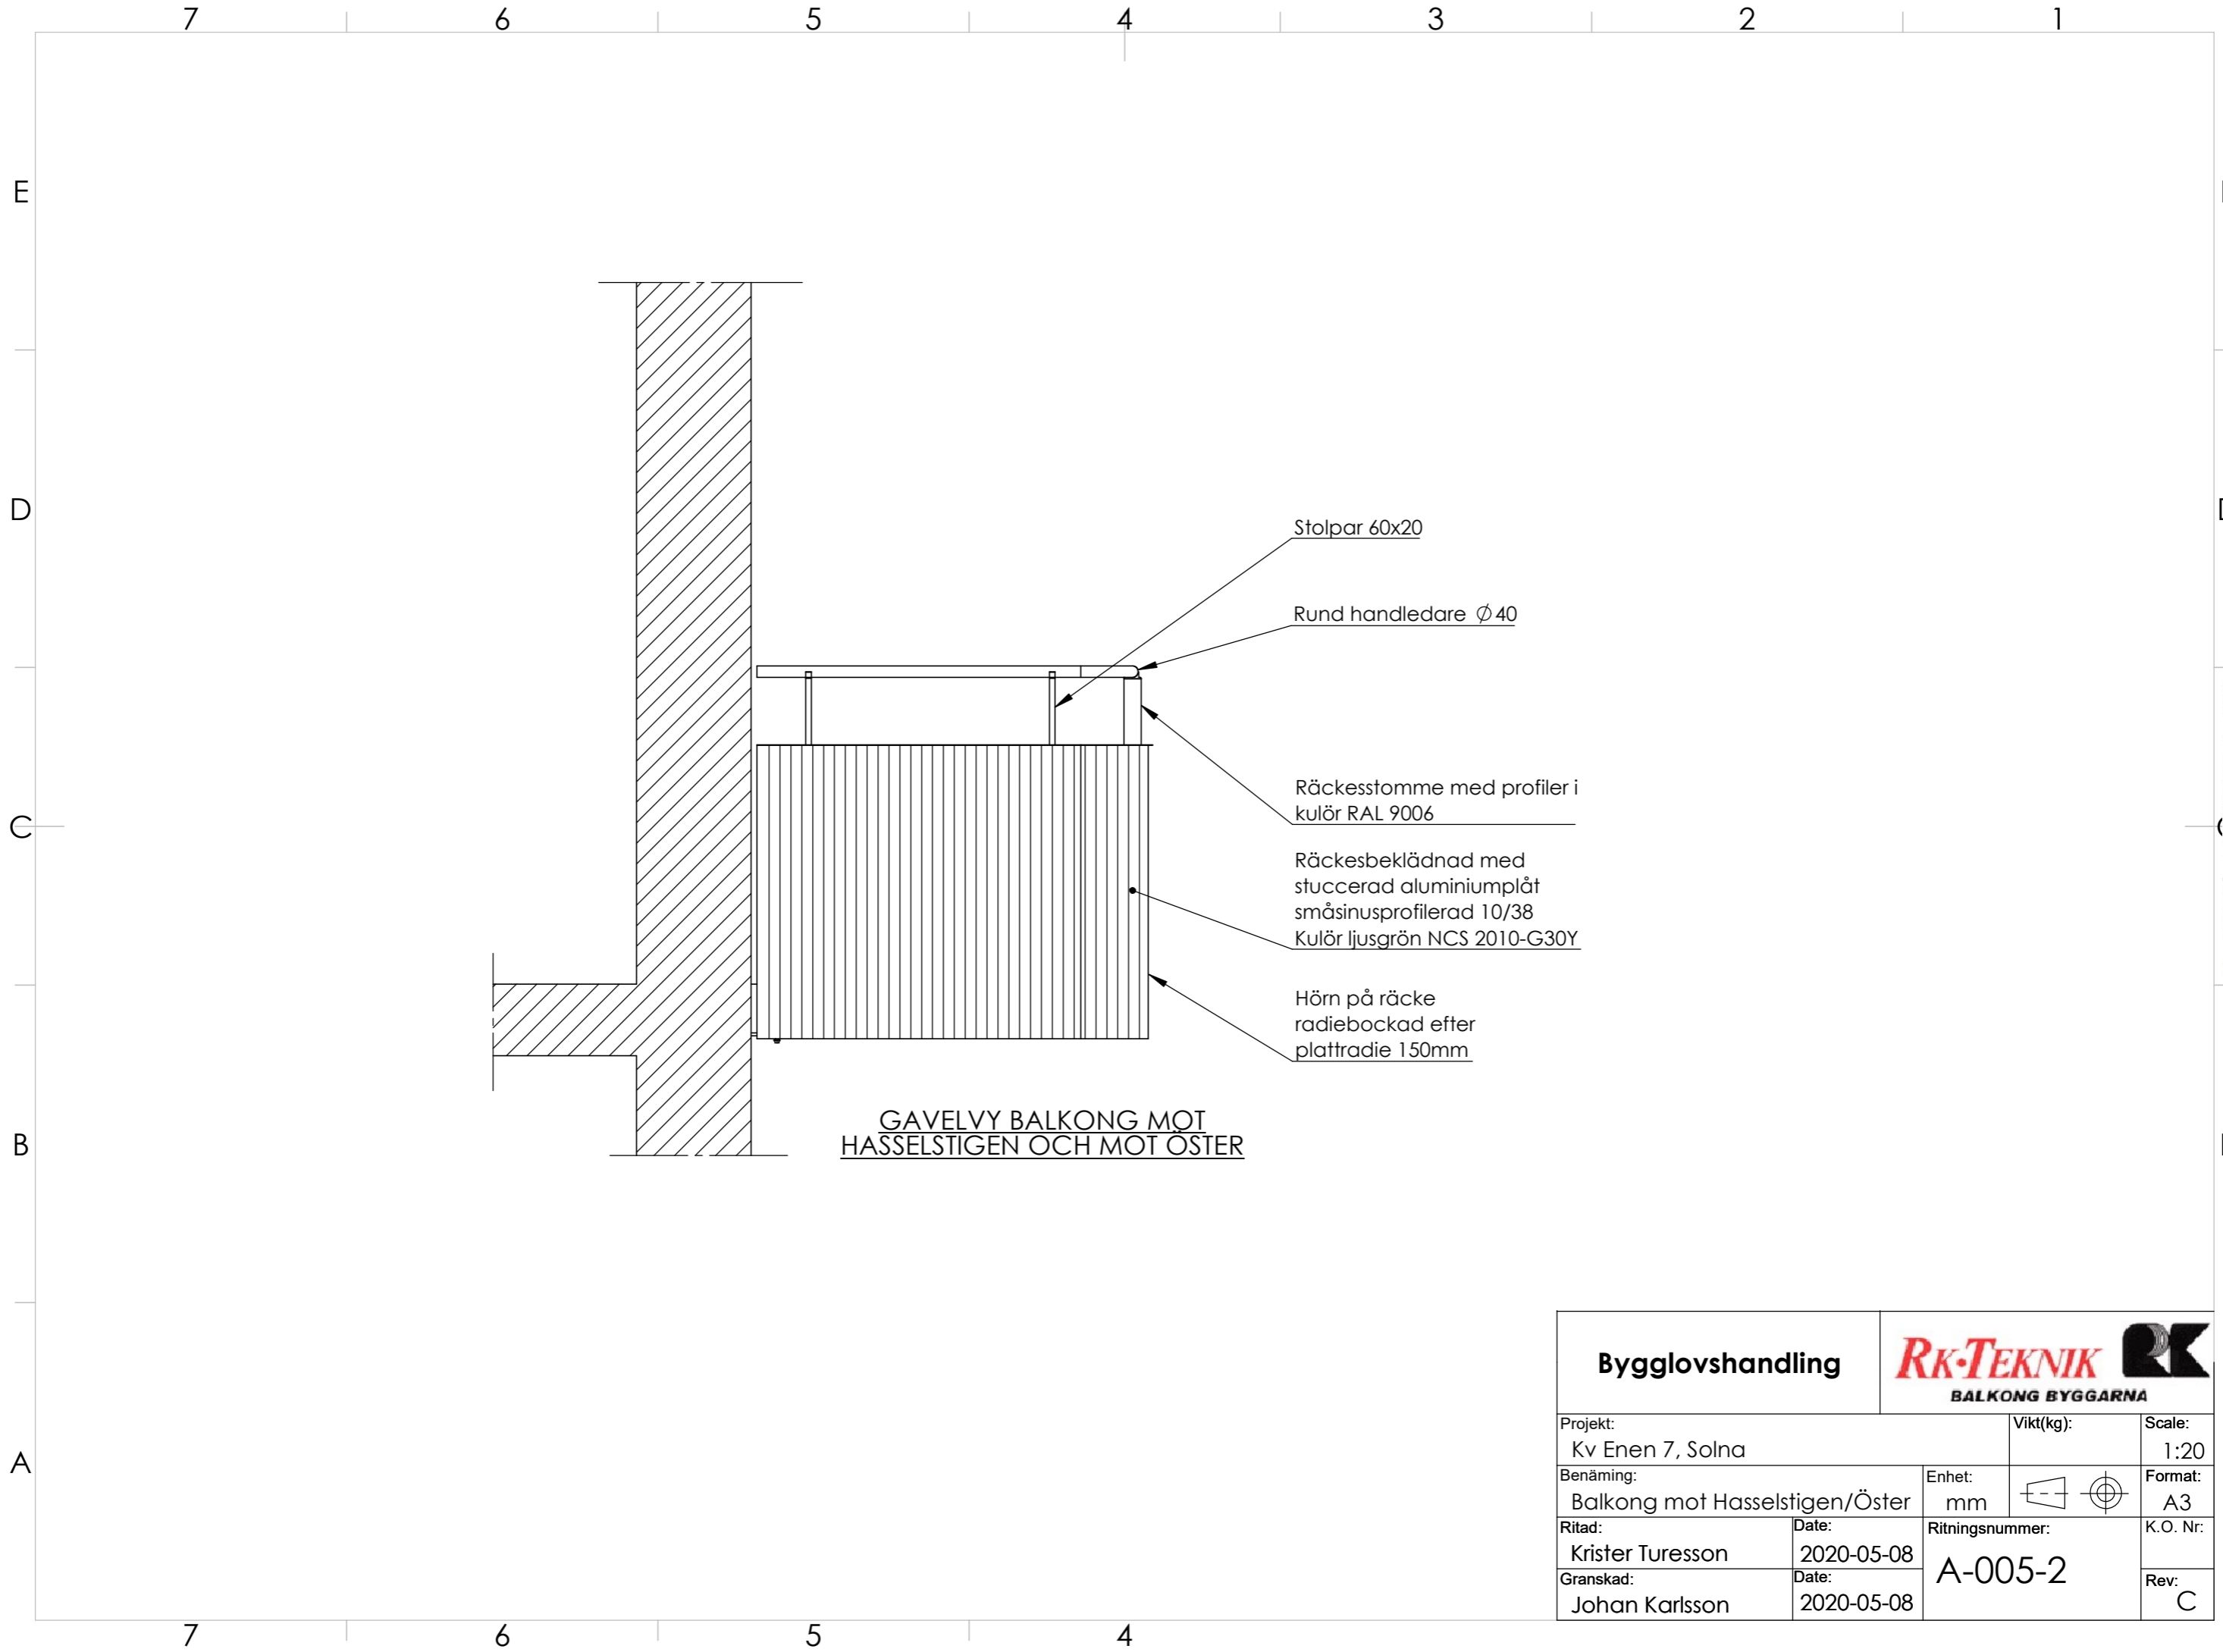 7 6 5 4 3 2 1
E
D
C
B
A
Stolpar 60x20
Rund handledare ∅40
Räckesstomme med profiler i
kulör RAL 9006
Räckesbeklädnad med
stuccerad aluminiumplåt
småsinusprofilerad 10/38
Kulör ljusgrön NCS 2010-G30Y
Hörn på räcke
radiebockad efter
plattradie 150mm
GAVELVY BALKONG MOT
HASSELSTIGEN OCH MOT ÖSTER
Bygglovshandling
RK·TEKNIK RK
BALKONG BYGGARNA
Projekt: Vikt(kg): Scale:
Kv Enen 7, Solna 1:20
Benäming: Enhet: Format:
Balkong mot Hasselstigen/Öster mm A3
Ritad: Date: Ritningsnummer: K.O. Nr:
Krister Turesson 2020-05-08
A-005-2
Granskad: Date: Rev:
Johan Karlsson 2020-05-08 C
7 6 5 4